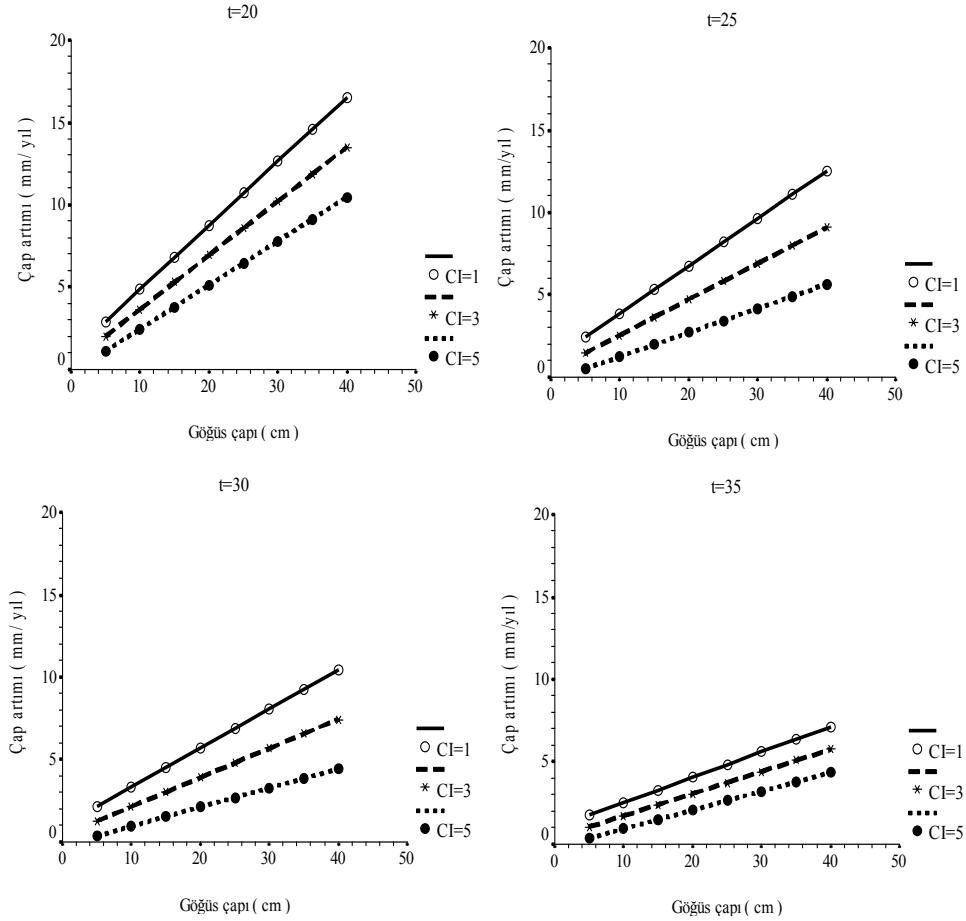 t=20
20
15
10
5
0
Çap artımı ( mm/ yıl )
0 10 20 30 40 50
Göğüs çapı ( cm )
CI=1
CI=3
CI=5
t=25
20
15
10
5
0
Çap artımı ( mm/yıl )
0 10 20 30 40 50
Göğüs çapı ( cm )
CI=1
CI=3
CI=5
t=30
20
15
10
5
0
Çap artımı ( mm/yıl )
0 10 20 30 40 50
Göğüs çapı ( cm )
CI=1
CI=3
CI=5
t=35
20
15
10
5
0
Çap artımı ( mm/yıl )
0 10 20 30 40 50
Göğüs çapı ( cm )
CI=1
CI=3
CI=5